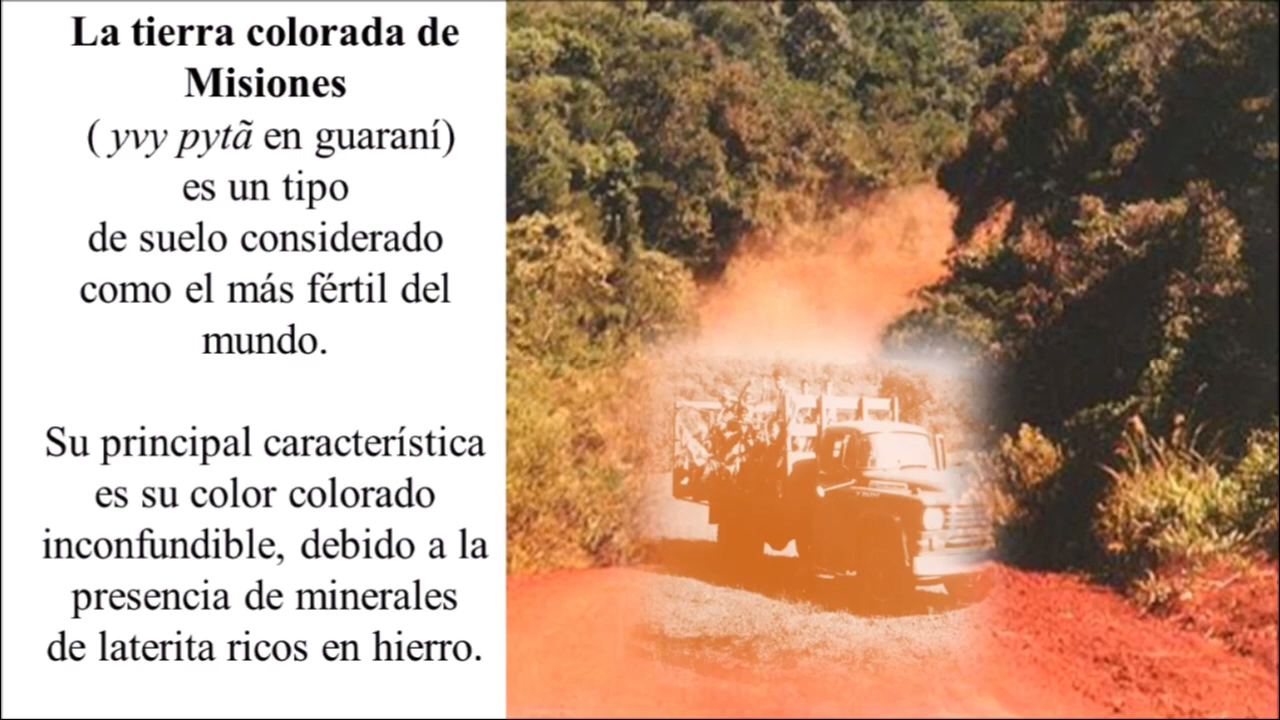 La tierra colorada de
Misiones
( yvy pytã en guaraní)
es un tipo
de suelo considerado
como el más fértil del
mundo.
Su principal característica
es su color colorado
inconfundible, debido a la
presencia de minerales
de laterita ricos en hierro.